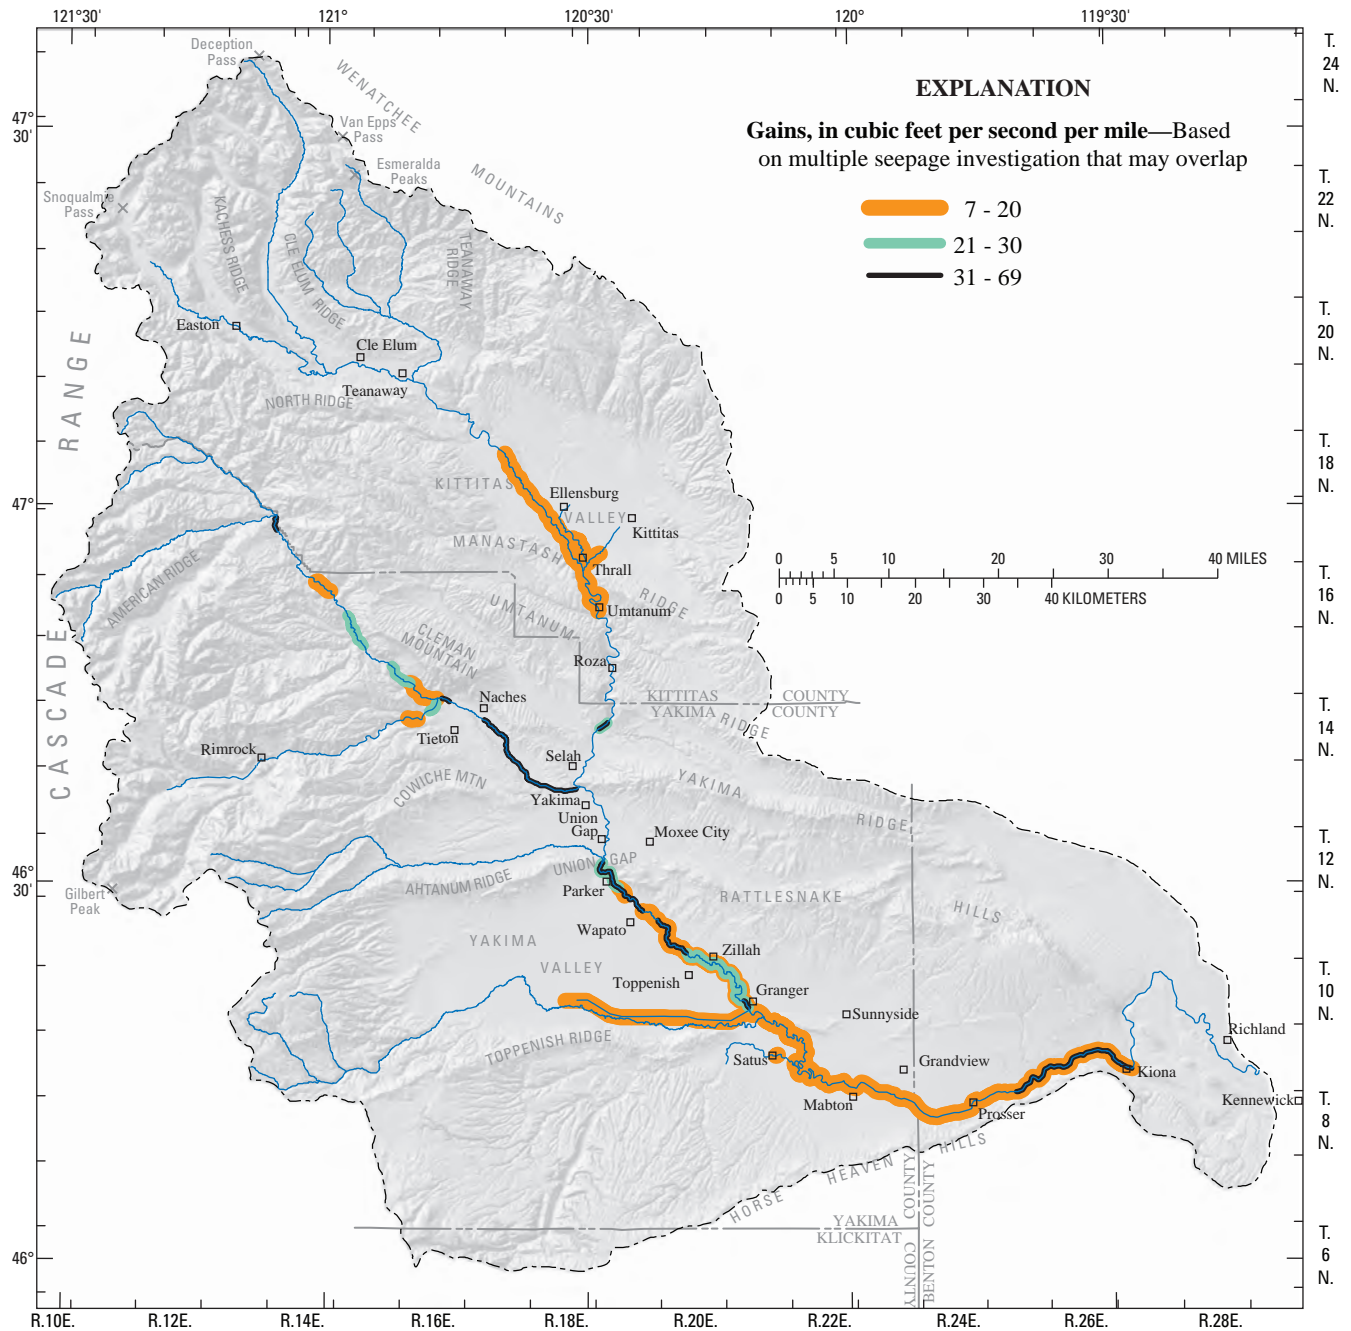 121°30'
121°
120°30'
120°
119°30'
T.
24
N.
T.
22
N.
T.
20
N.
T.
18
N.
T.
16
N.
T.
14
N.
T.
12
N.
T.
10
N.
T.
8
N.
T.
6
N.
47°
30'
47°
46°
30'
46°
R.10E.
R.12E.
R.14E.
R.16E.
R.18E.
R.20E.
R.22E.
R.24E.
R.26E.
R.28E.
EXPLANATION
Gains, in cubic feet per second per mile—Based
on multiple seepage investigation that may overlap
7 - 20
21 - 30
31 - 69
0 5 10 20 30 40 MILES
0 5 10 20 30 40 KILOMETERS
Deception
Pass
WENATCHEE
MOUNTAINS
Van Epps
Pass
Esmeralda
Peaks
Snoqualmie
Pass
KACHESS RIDGE
CLE ELUM RIDGE
TEANAWAY
RIDGE
Easton
Cle Elum
Teanaway
NORTH RIDGE
CASCADE RANGE
KITTITAS
VALLEY
Ellensburg
Kittitas
MANASTASH
RIDGE
Thrall
AMERICAN RIDGE
UMTANUM
RIDGE
Umtanum
CLEMAN
MOUNTAIN
Roza
KITTITAS COUNTY
YAKIMA COUNTY
Naches
Tieton
Rimrock
COWICHE MTN
Selah
YAKIMA
RIDGE
Yakima
Union
Gap
Moxee City
UNION GAP
AHTANUM RIDGE
Gilbert
Peak
Parker
RATTLESNAKE
HILLS
Wapato
YAKIMA
VALLEY
Zillah
Toppenish
Granger
Sunnyside
TOPPENISH RIDGE
Satus
Grandview
Mabton
Prosser
Kiona
Richland
Kennewick
HORSE HEAVEN HILLS
YAKIMA COUNTY
KLICKITAT COUNTY
BENTON COUNTY